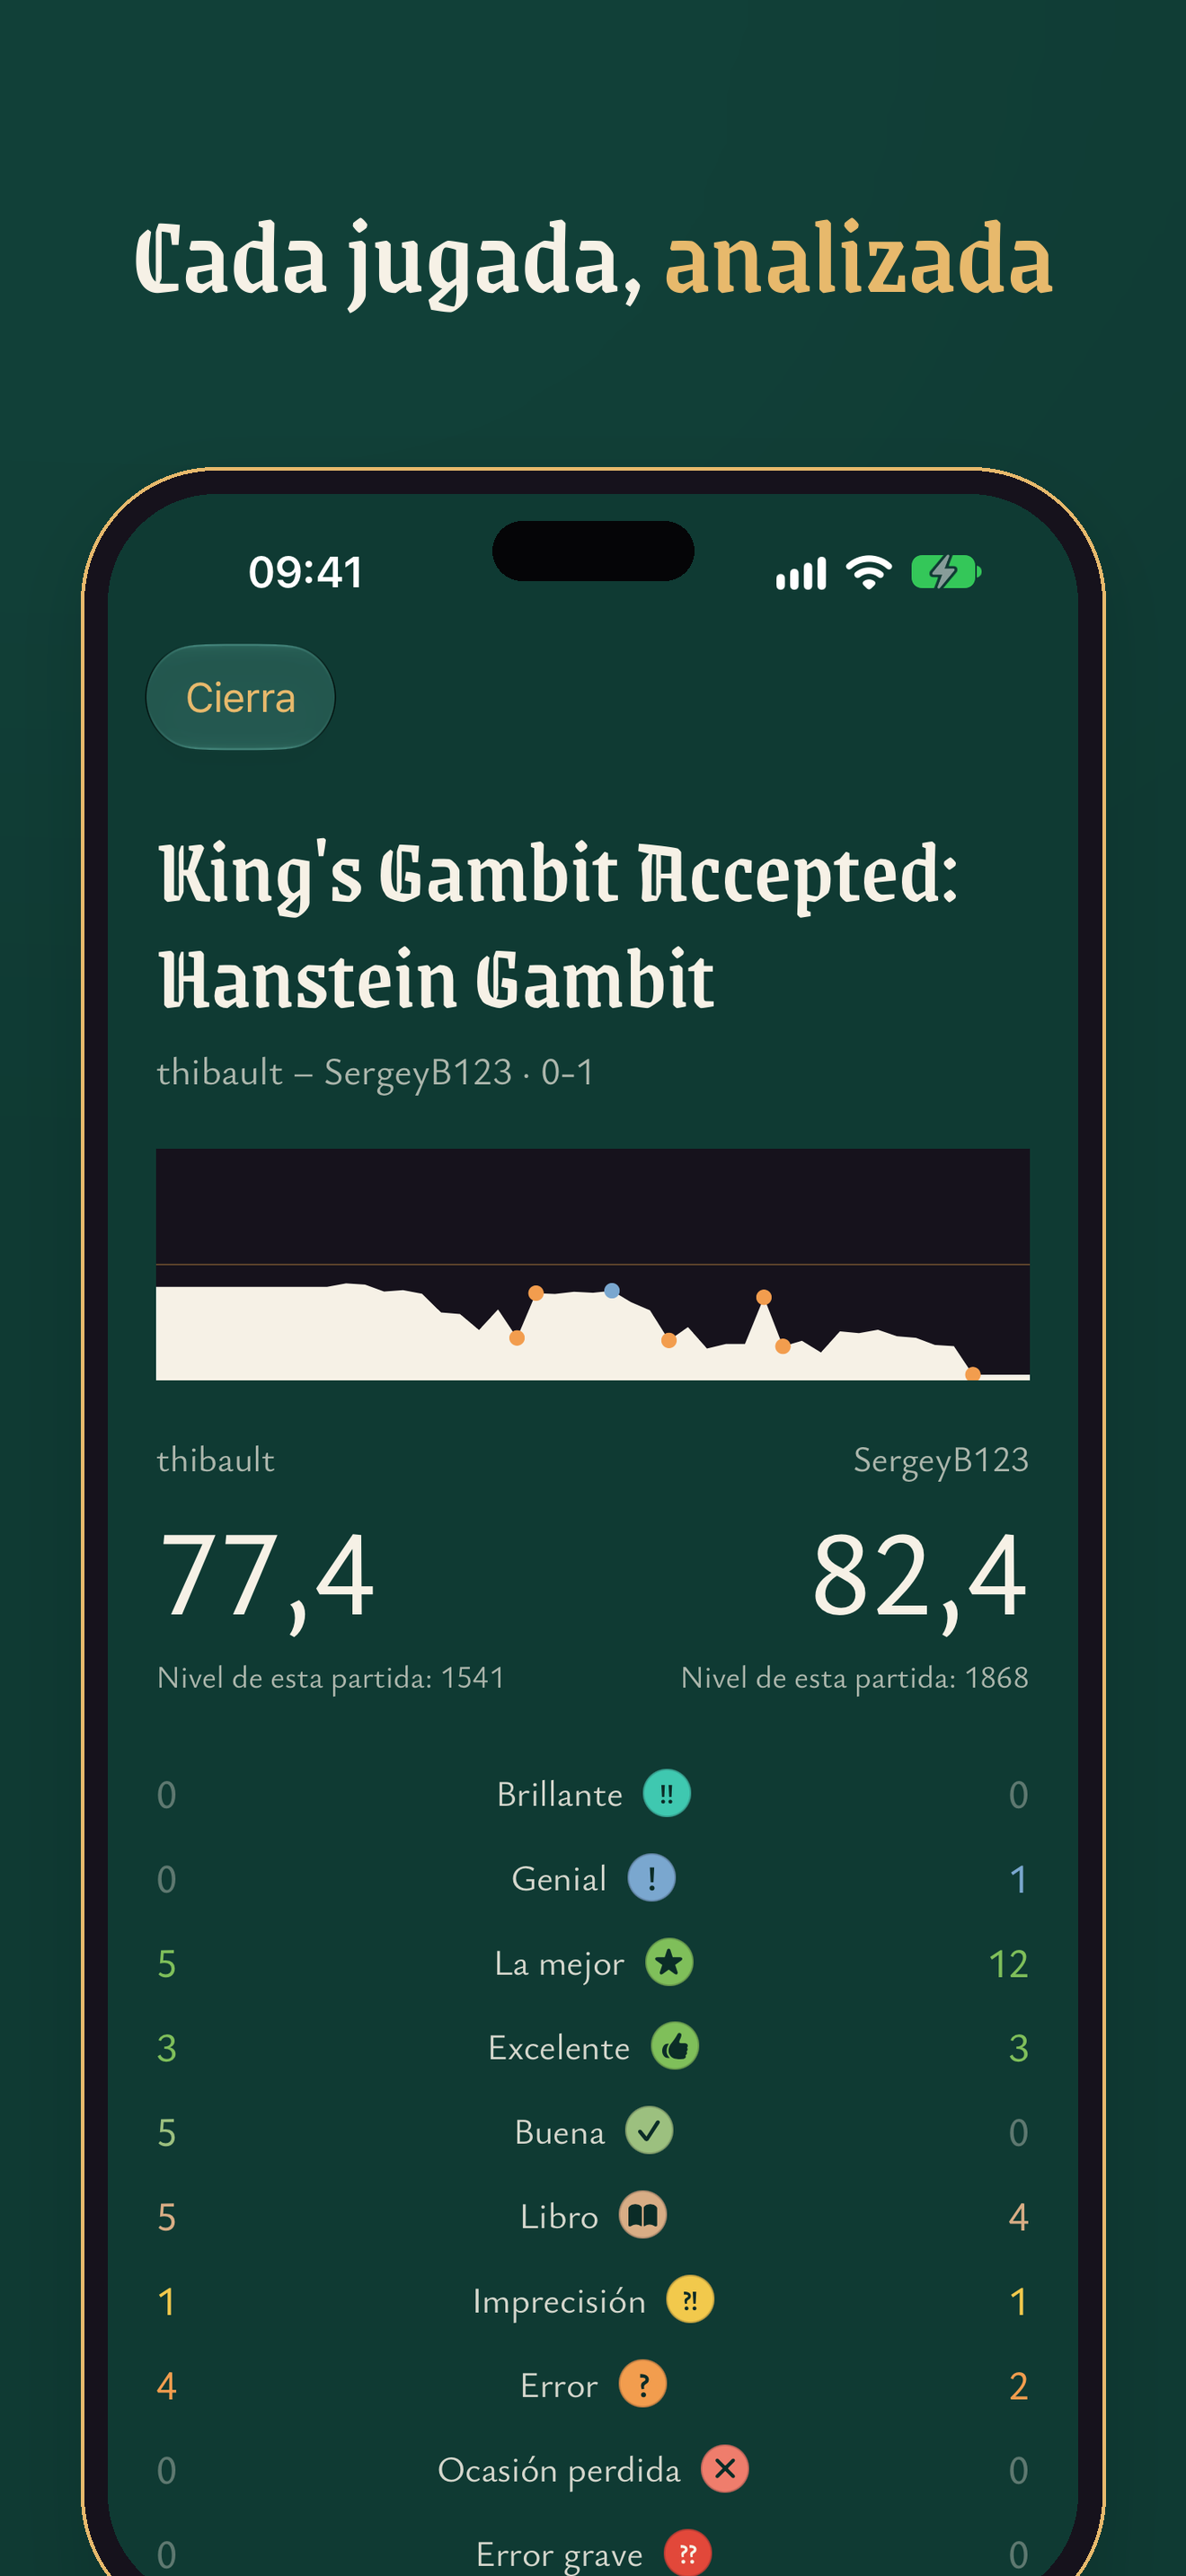 Cada jugada, analizada
09:41
Cierra
King's Gambit Accepted:
Hanstein Gambit
thibault – SergeyB123 · 0-1
thibault SergeyB123
77,4 82,4
Nivel de esta partida: 1541 Nivel de esta partida: 1868
0 Brillante !! 0
0 Genial ! 1
5 La mejor 12
3 Excelente 3
5 Buena 0
5 Libro 4
1 Imprecisión ?! 1
4 Error ? 2
0 Ocasión perdida 0
0 Error grave ?? 0